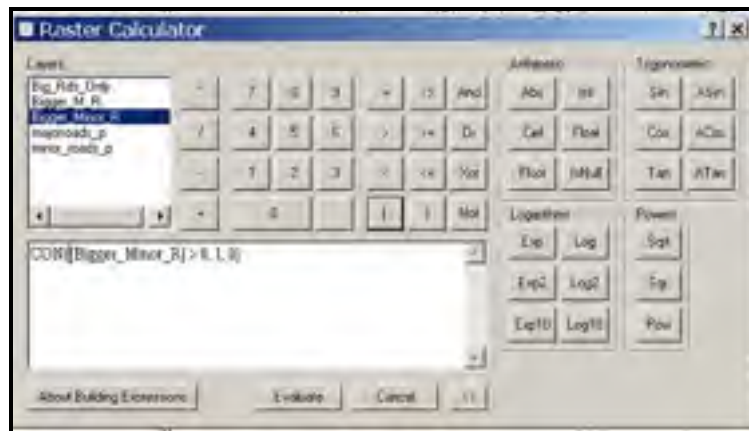 Raster Calculator
Layers
Arithmetic
Trigonometric
Big_Rds_Only
Bigger_M_R
Bigger_Minor_R
majorroads_p
minor_roads_p
7 8 9 = <> And
/ 4 5 6 > >= Or
- 1 2 3 < <= Xor
+ 0 ( ) Not
Abs Int
Ceil Float
Floor IsNull
Sin ASin
Cos ACos
Tan ATan
Logarithms
Powers
Exp Log
Exp2 Log2
Exp10 Log10
Sqrt
Sqr
Pow
CON([Bigger_Minor_R] > 0, 1, 0)
About Building Expressions
Evaluate
Cancel
<<